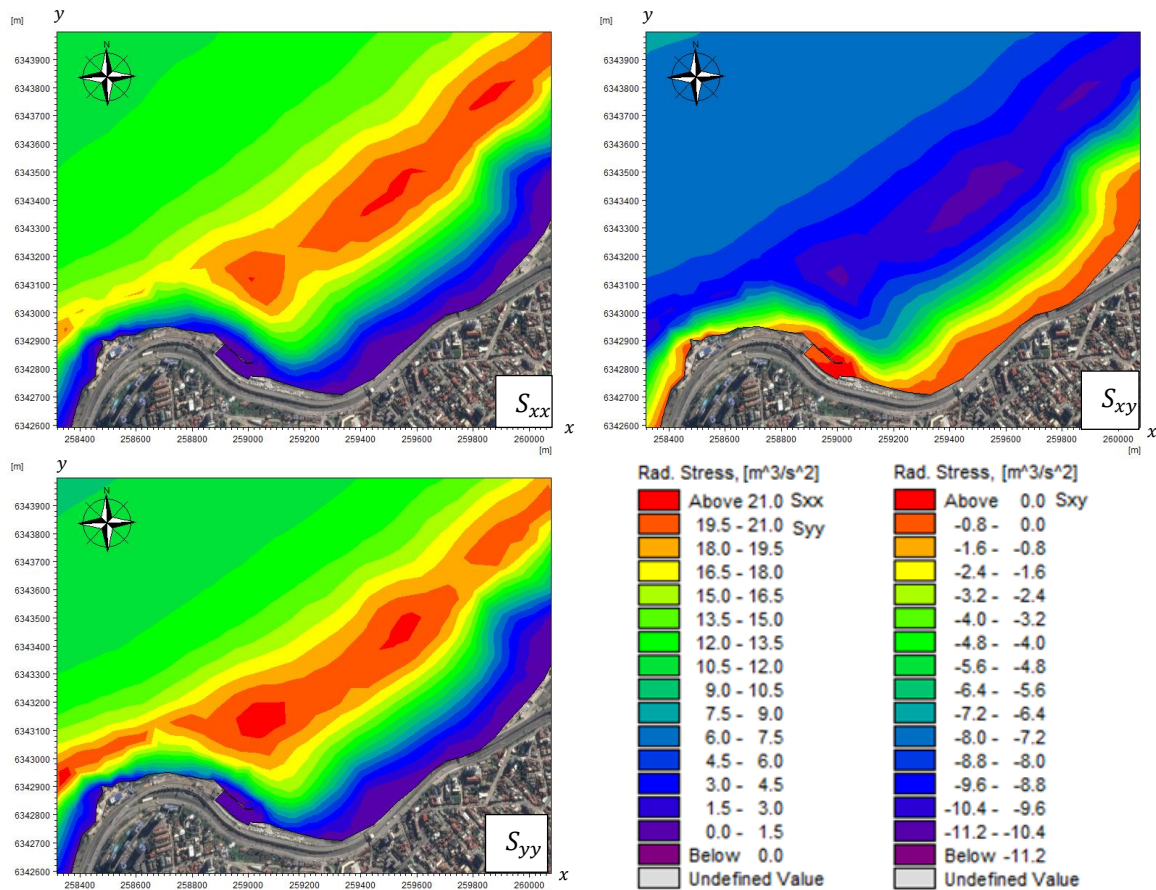 [m] y
N
6343900
6343800
6343700
6343600
6343500
6343400
6343300
6343200
6343100
6343000
6342900
6342800
6342700
6342600
258400 258600 258800 259000 259200 259400 259600 259800 260000 x
[m]
Sxx
[m] y
N
6343900
6343800
6343700
6343600
6343500
6343400
6343300
6343200
6343100
6343000
6342900
6342800
6342700
6342600
258400 258600 258800 259000 259200 259400 259600 259800 260000 x
[m]
Sxy
[m] y
N
6343900
6343800
6343700
6343600
6343500
6343400
6343300
6343200
6343100
6343000
6342900
6342800
6342700
6342600
258400 258600 258800 259000 259200 259400 259600 259800 260000 x
Syy
Rad. Stress, [m^3/s^2]
Above 21.0 Sxx
19.5 - 21.0 Syy
18.0 - 19.5
16.5 - 18.0
15.0 - 16.5
13.5 - 15.0
12.0 - 13.5
10.5 - 12.0
9.0 - 10.5
7.5 - 9.0
6.0 - 7.5
4.5 - 6.0
3.0 - 4.5
1.5 - 3.0
0.0 - 1.5
Below 0.0
Undefined Value
Rad. Stress, [m^3/s^2]
Above 0.0 Sxy
-0.8 - 0.0
-1.6 - -0.8
-2.4 - -1.6
-3.2 - -2.4
-4.0 - -3.2
-4.8 - -4.0
-5.6 - -4.8
-6.4 - -5.6
-7.2 - -6.4
-8.0 - -7.2
-8.8 - -8.0
-9.6 - -8.8
-10.4 - -9.6
-11.2 - -10.4
Below -11.2
Undefined Value